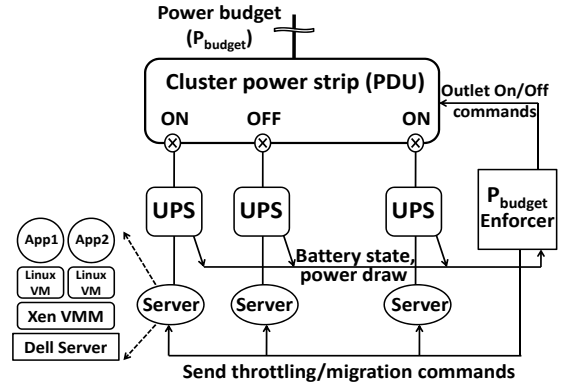 Power budget
(Pbudget)
Cluster power strip (PDU)
ON OFF ON
Outlet On/Off
commands
UPS UPS UPS
Pbudget
Enforcer
App1 App2
Battery state,
power draw
Linux VM Linux VM
Server Server Server
Xen VMM
Dell Server
Send throttling/migration commands